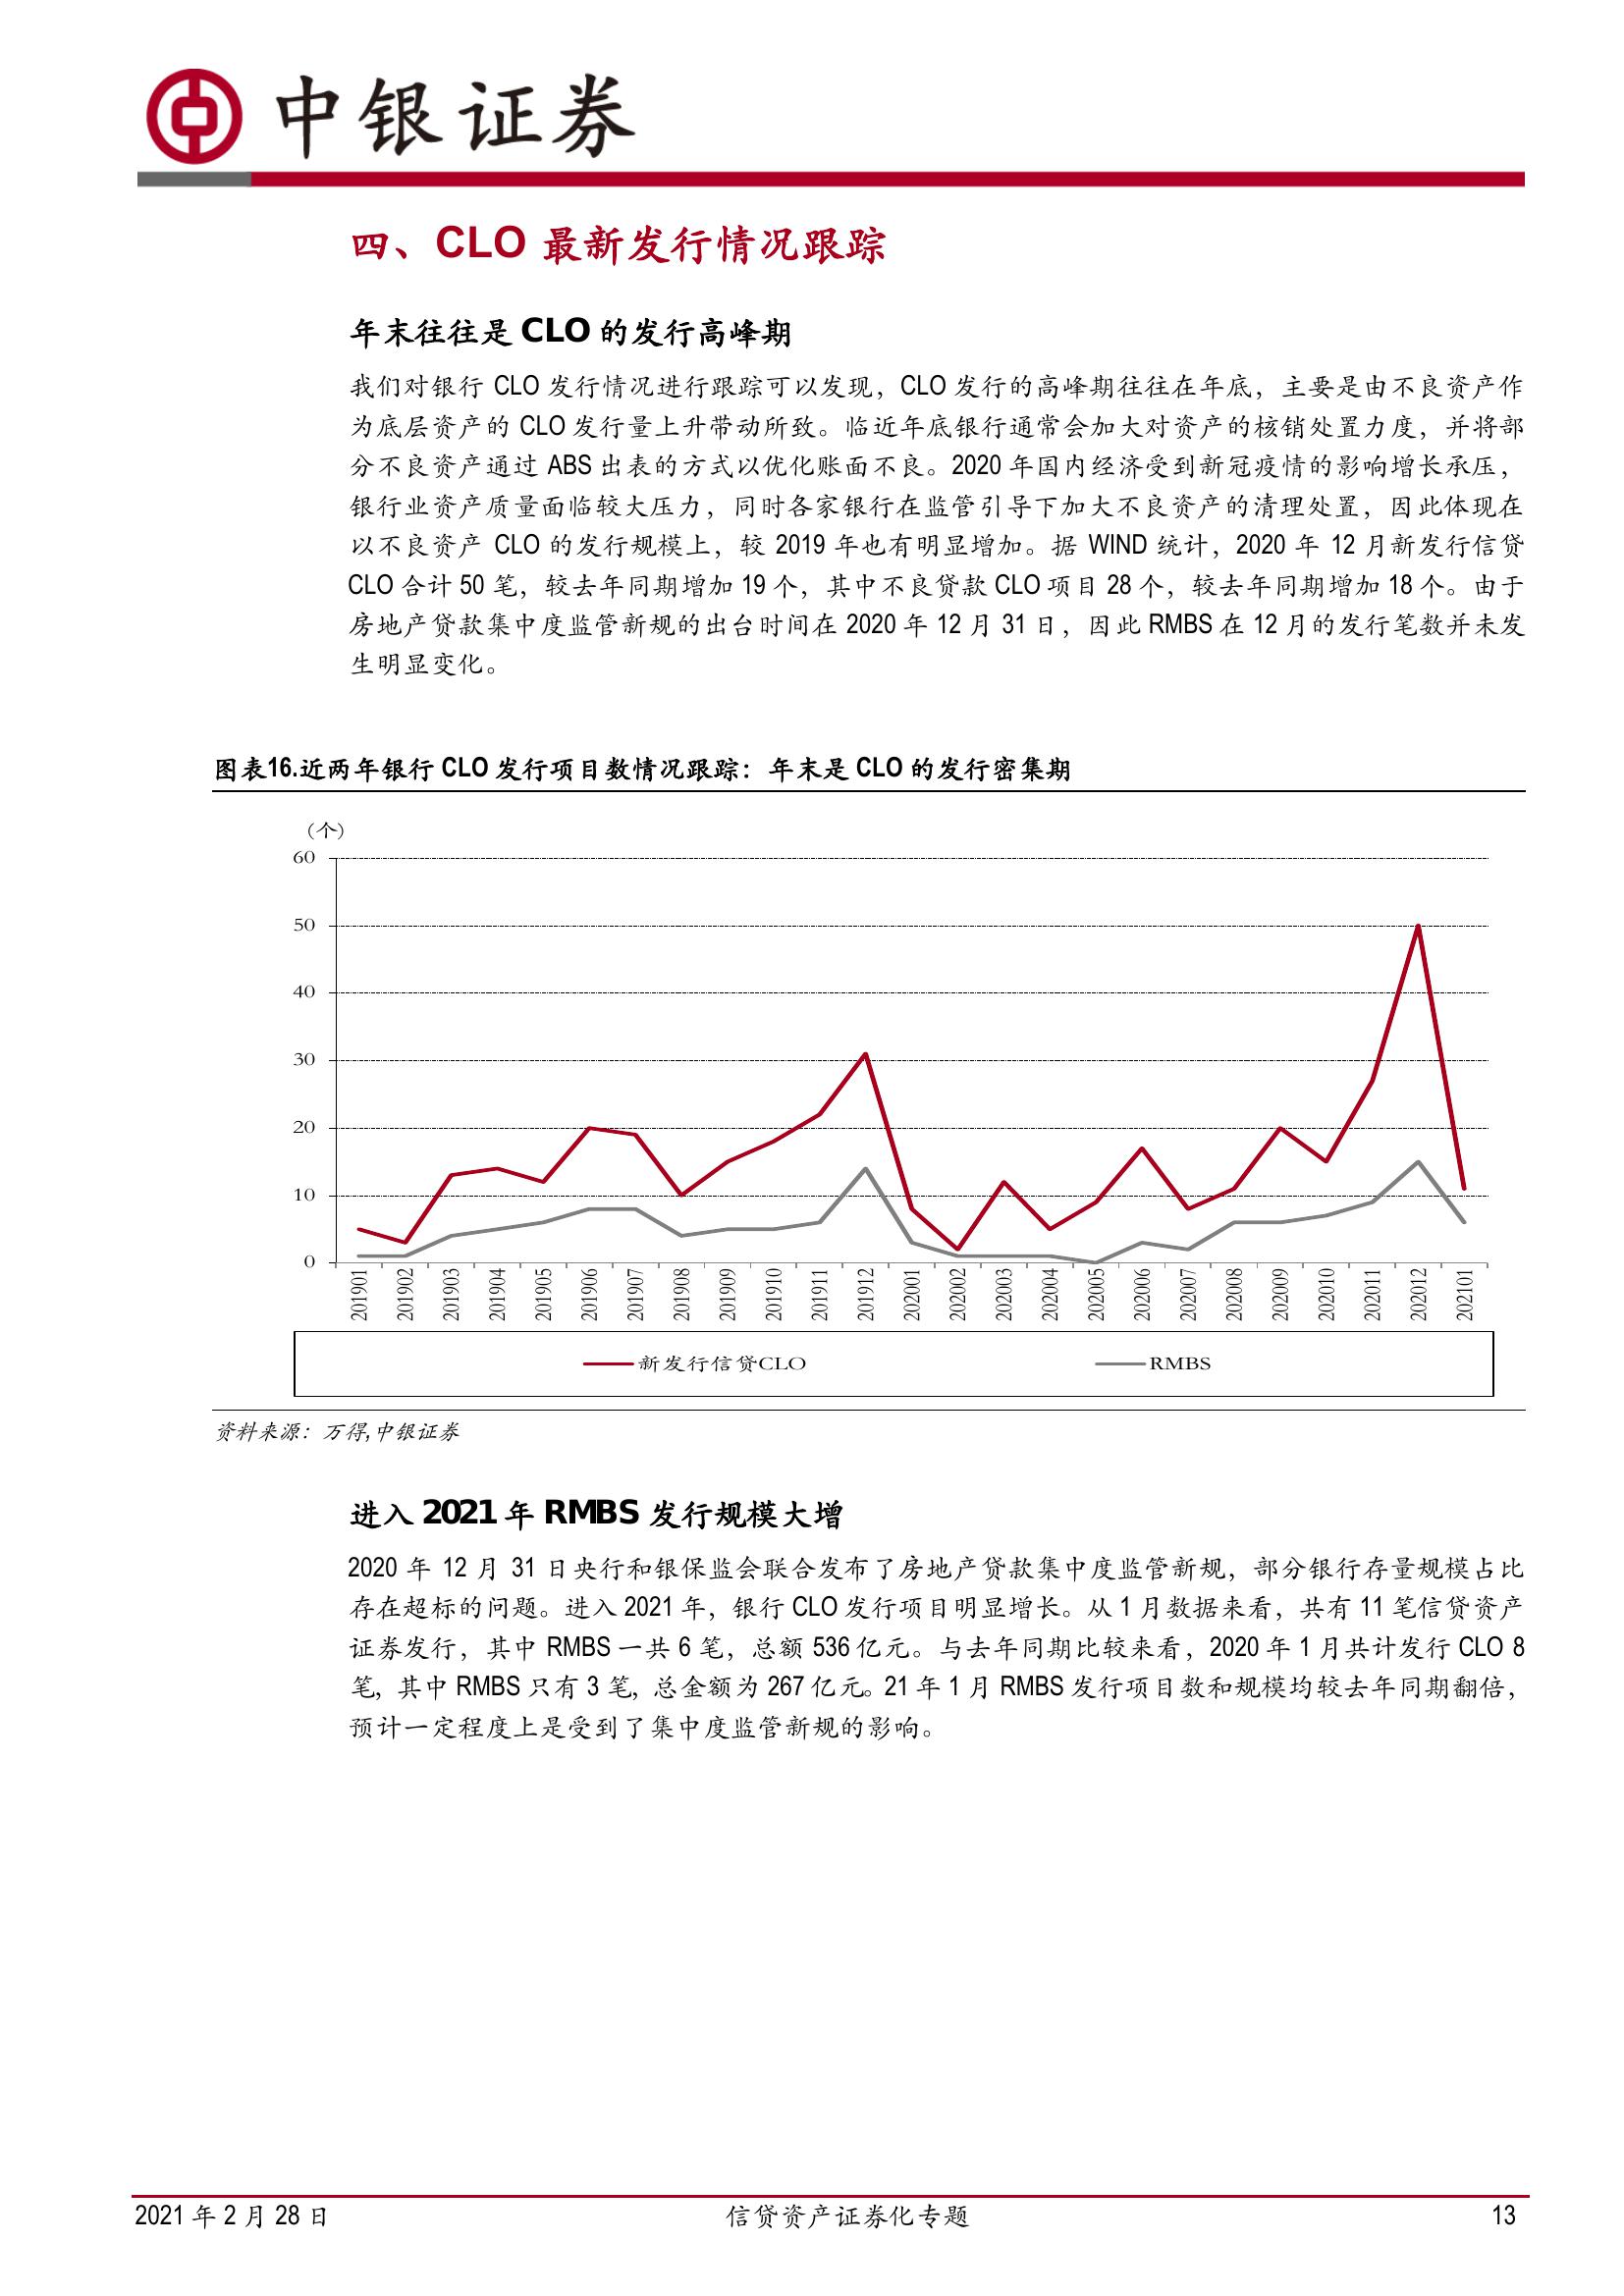 中银证券
四、CLO 最新发行情况跟踪
年末往往是 CLO 的发行高峰期
我们对银行 CLO 发行情况进行跟踪可以发现，CLO 发行的高峰期往往在年底，主要是由不良资产作
为底层资产的 CLO 发行量上升带动所致。临近年底银行通常会加大对资产的核销处置力度，并将部
分不良资产通过 ABS 出表的方式以优化账面不良。2020 年国内经济受到新冠疫情的影响增长承压，
银行业资产质量面临较大压力，同时各家银行在监管引导下加大不良资产的清理处置，因此体现在
以不良资产 CLO 的发行规模上，较 2019 年也有明显增加。据 WIND 统计，2020 年 12 月新发行信贷
CLO 合计 50 笔，较去年同期增加 19 个，其中不良贷款 CLO 项目 28 个，较去年同期增加 18 个。由于
房地产贷款集中度监管新规的出台时间在 2020 年 12 月 31 日，因此 RMBS 在 12 月的发行笔数并未发
生明显变化。
图表16.近两年银行 CLO 发行项目数情况跟踪：年末是 CLO 的发行密集期
（个）
60
50
40
30
20
10
0
201901 201902 201903 201904 201905 201906 201907 201908 201909 201910 201911 201912 202001 202002 202003 202004 202005 202006 202007 202008 202009 202010 202011 202012 202101
新发行信贷CLO RMBS
资料来源：万得,中银证券
进入 2021 年 RMBS 发行规模大增
2020 年 12 月 31 日央行和银保监会联合发布了房地产贷款集中度监管新规，部分银行存量规模占比
存在超标的问题。进入 2021 年，银行 CLO 发行项目明显增长。从 1 月数据来看，共有 11 笔信贷资产
证券发行，其中 RMBS 一共 6 笔，总额 536 亿元。与去年同期比较来看，2020 年 1 月共计发行 CLO 8
笔，其中 RMBS 只有 3 笔，总金额为 267 亿元。21 年 1 月 RMBS 发行项目数和规模均较去年同期翻倍，
预计一定程度上是受到了集中度监管新规的影响。
2021 年 2 月 28 日 信贷资产证券化专题 13